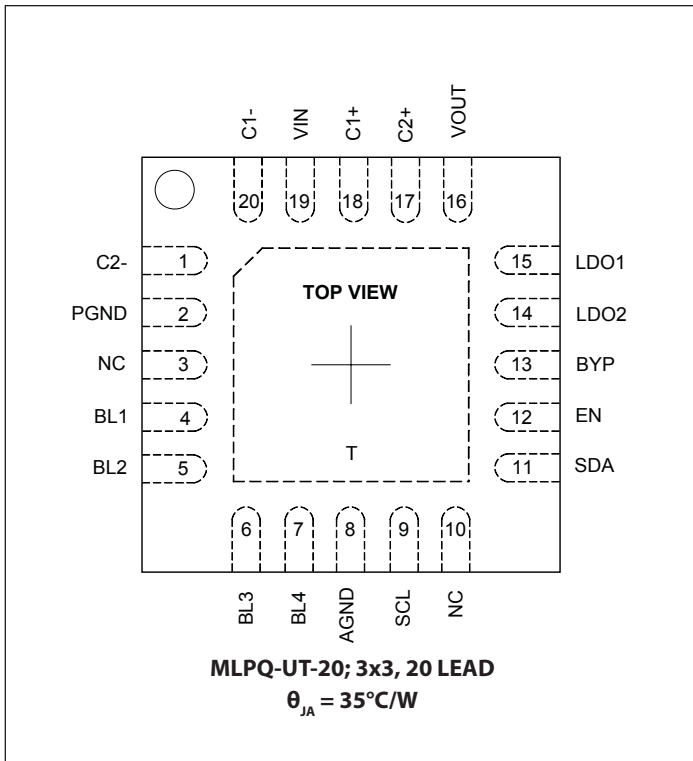 C1-
VIN
C1+
C2+
VOUT
20
19
18
17
16
C2-
1
PGND
2
NC
3
BL1
4
BL2
5
TOP VIEW
T
15
LDO1
14
LDO2
13
BYP
12
EN
11
SDA
6
7
8
9
10
BL3
BL4
AGND
SCL
NC
MLPQ-UT-20; 3x3, 20 LEAD
θJA = 35°C/W